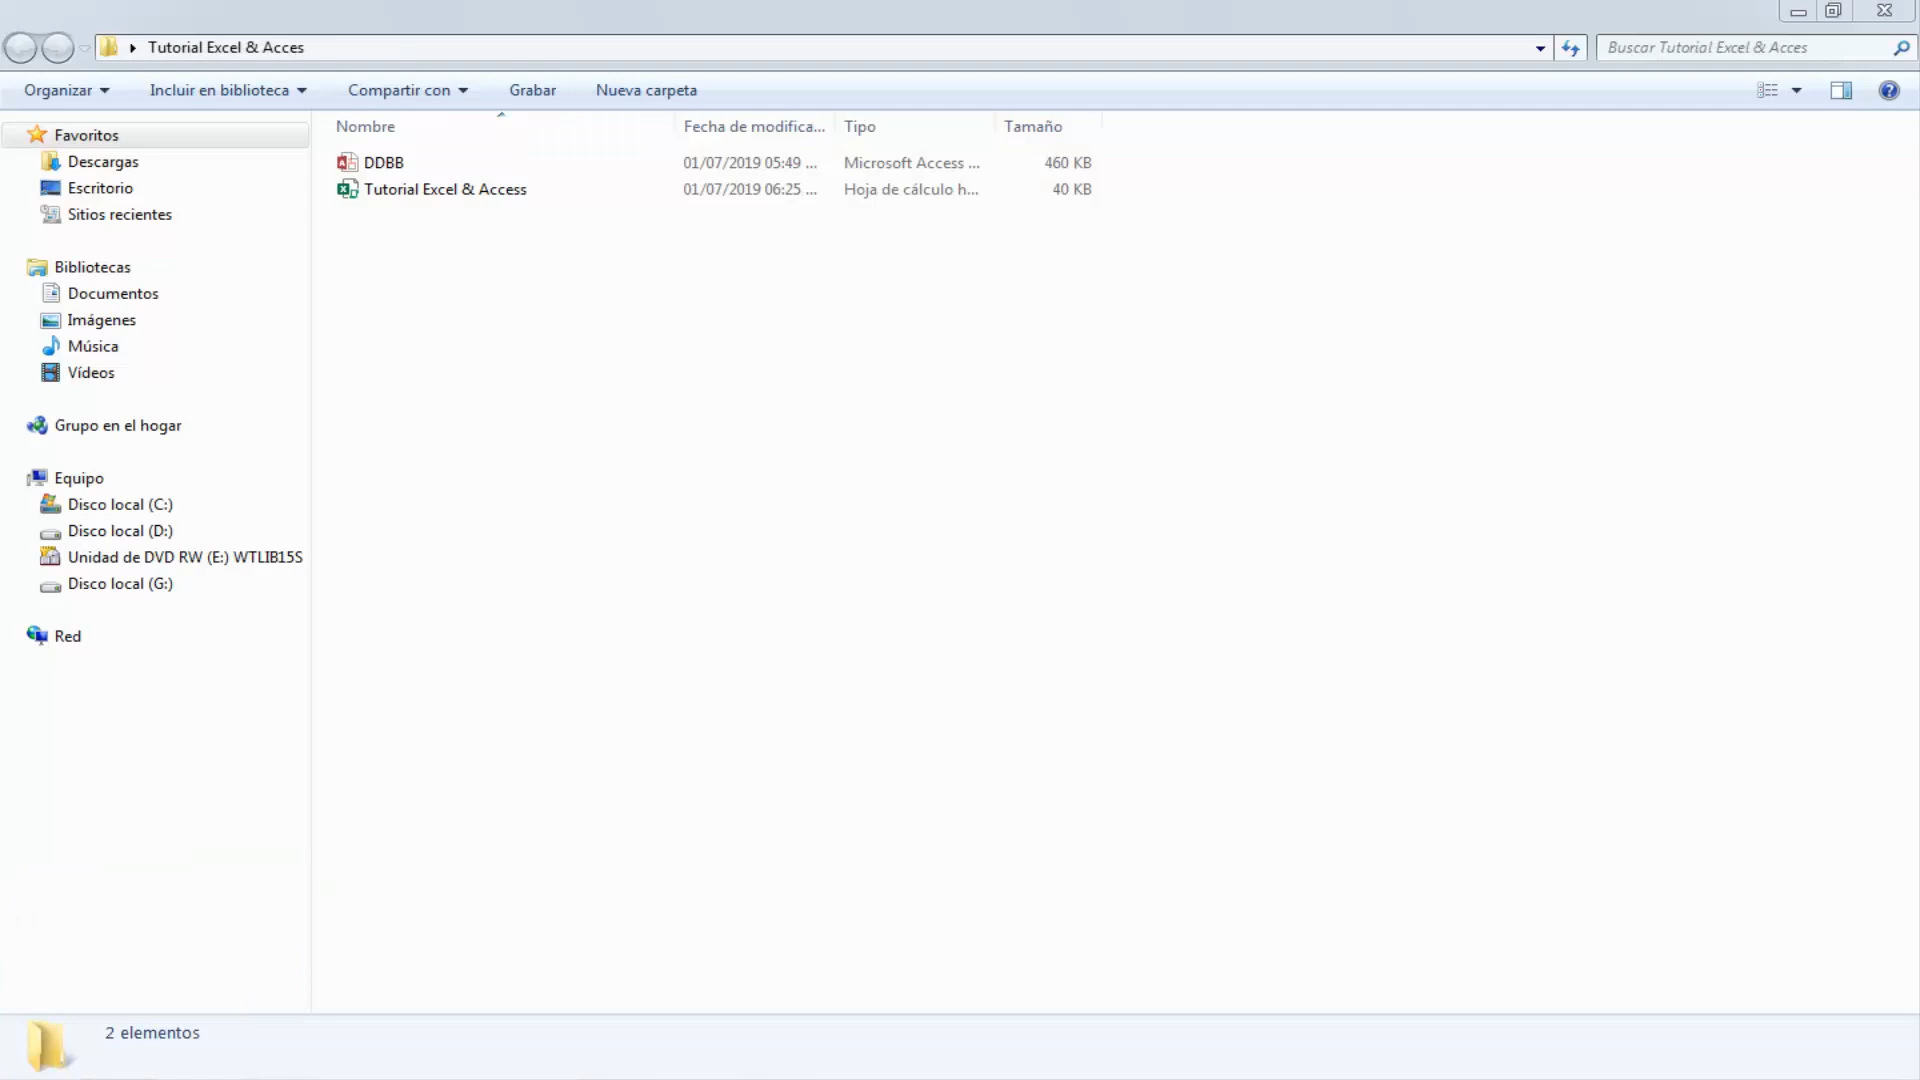 Tutorial Excel & Acces
Buscar Tutorial Excel & Acces
Organizar
Incluir en biblioteca
Compartir con
Grabar
Nueva carpeta
Favoritos
Descargas
Escritorio
Sitios recientes
Bibliotecas
Documentos
Imágenes
Música
Vídeos
Grupo en el hogar
Equipo
Disco local (C:)
Disco local (D:)
Unidad de DVD RW (E:) WTLIB15S
Disco local (G:)
Red
Nombre Fecha de modifica... Tipo Tamaño
DDBB 01/07/2019 05:49 ... Microsoft Access ... 460 KB
Tutorial Excel & Access 01/07/2019 06:25 ... Hoja de cálculo h... 40 KB
2 elementos